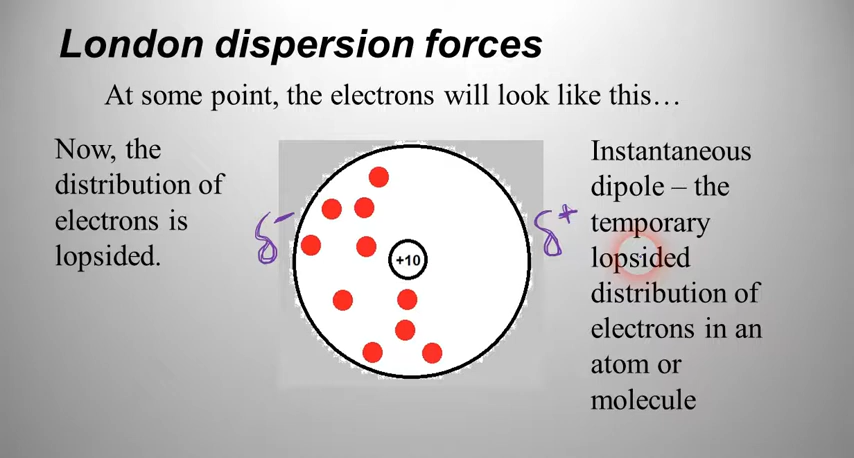 London dispersion forces
At some point, the electrons will look like this…
Now, the
distribution of
electrons is
lopsided.
δ-
+10
δ+
Instantaneous
dipole – the
temporary
lopsided
distribution of
electrons in an
atom or
molecule